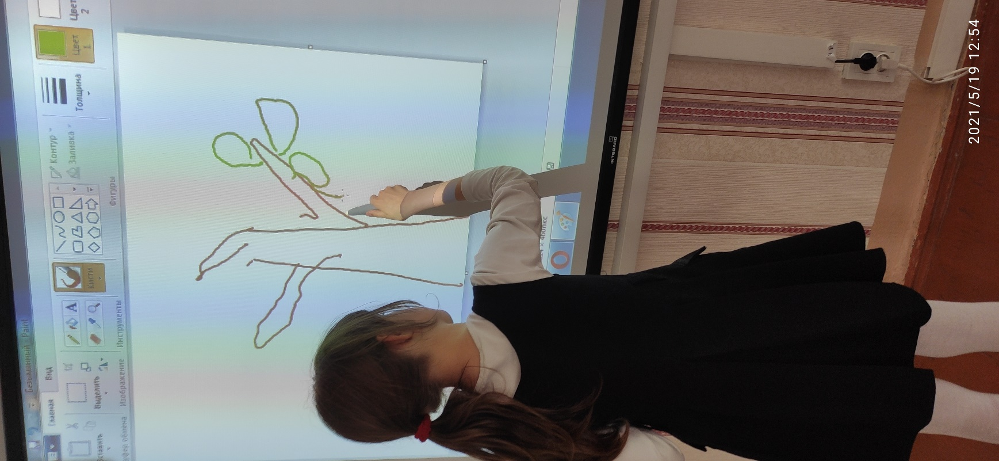 Безымянный - Paint
Главная
Вид
Вставить
Выделить
A
Кисти
Контур
Заливка
Толщина
Цвет
1
Цвет
2
Изображение
Инструменты
Фигуры
INTBOARD
2021/5/19 12:54